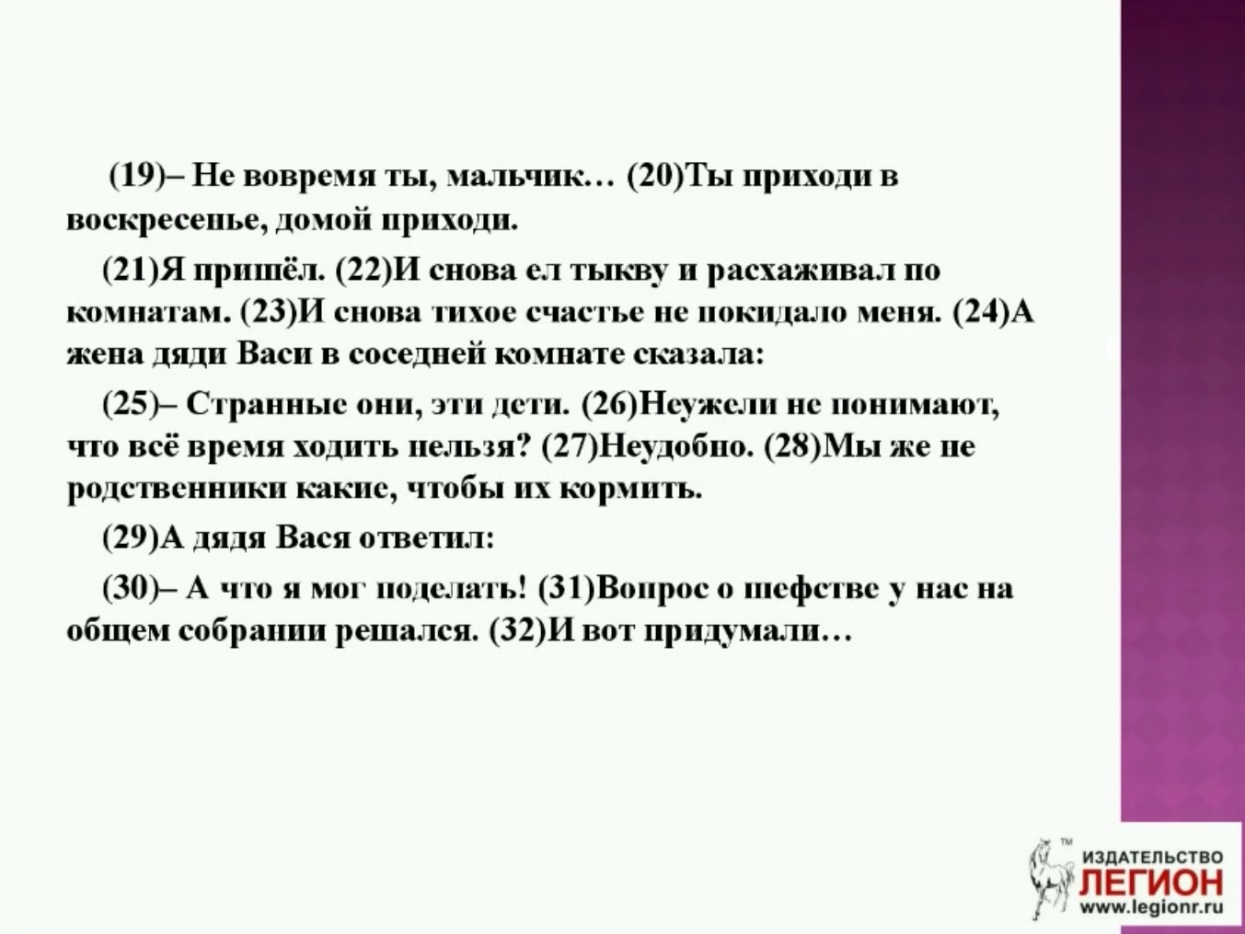 (19)– Не вовремя ты, мальчик… (20)Ты приходи в
воскресенье, домой приходи.
(21)Я пришёл. (22)И снова ел тыкву и расхаживал по
комнатам. (23)И снова тихое счастье не покидало меня. (24)А
жена дяди Васи в соседней комнате сказала:
(25)– Странные они, эти дети. (26)Неужели не понимают,
что всё время ходить нельзя? (27)Неудобно. (28)Мы же не
родственники какие, чтобы их кормить.
(29)А дядя Вася ответил:
(30)– А что я мог поделать! (31)Вопрос о шефстве у нас на
общем собрании решался. (32)И вот придумали…
TM
ИЗДАТЕЛЬСТВО
ЛЕГИОН
www.legionr.ru